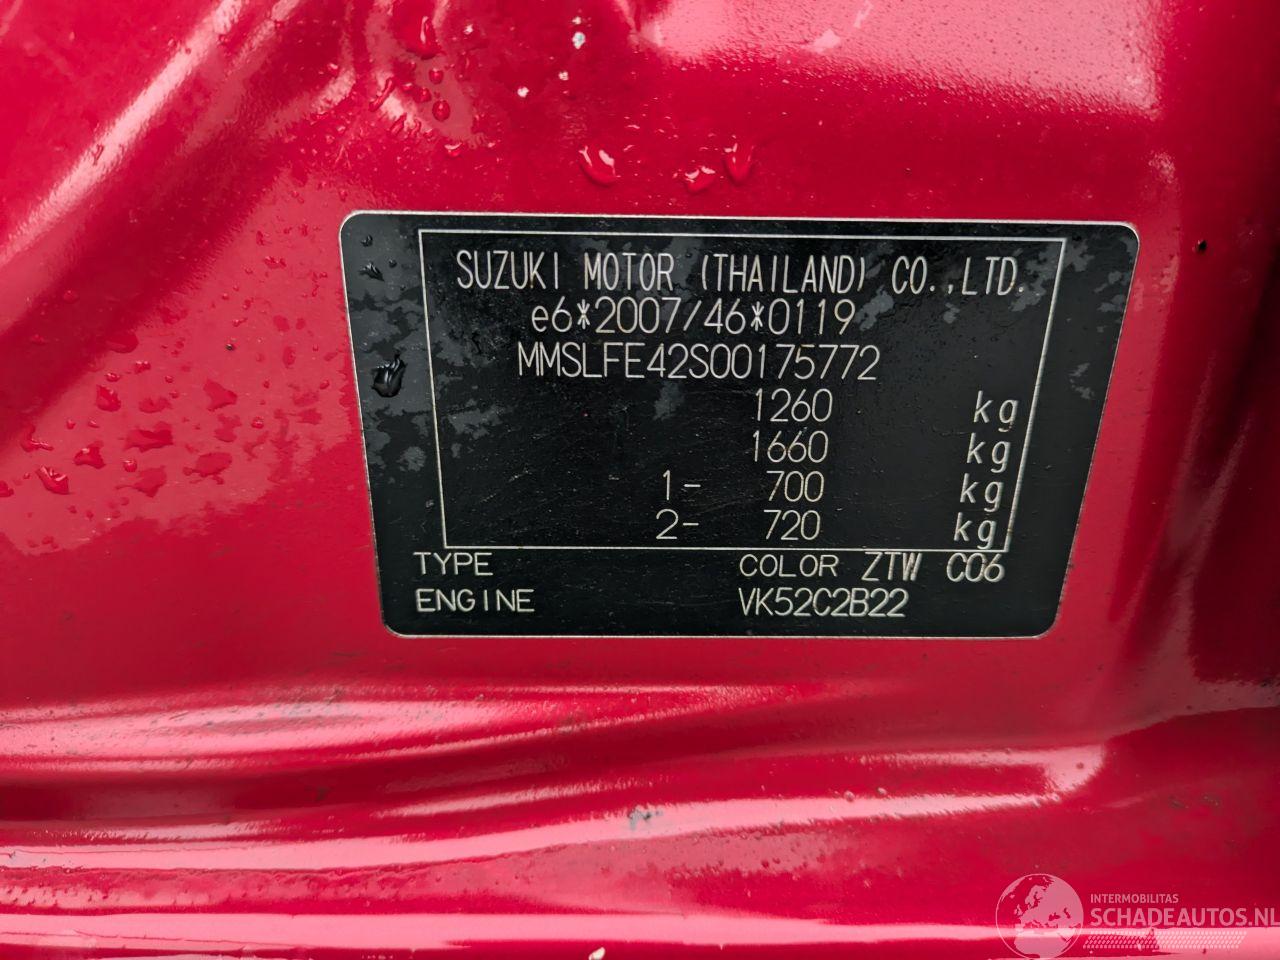 SUZUKI MOTOR (THAILAND) CO.,LTD.
e6*2007/46*0119
MMSLFE42S00175772
1260 kg
1660 kg
1- 700 kg
2- 720 kg
TYPE COLOR ZTW C06
ENGINE VK52C2B22
INTERMOBILITAS
SCHADEAUTOS.NL